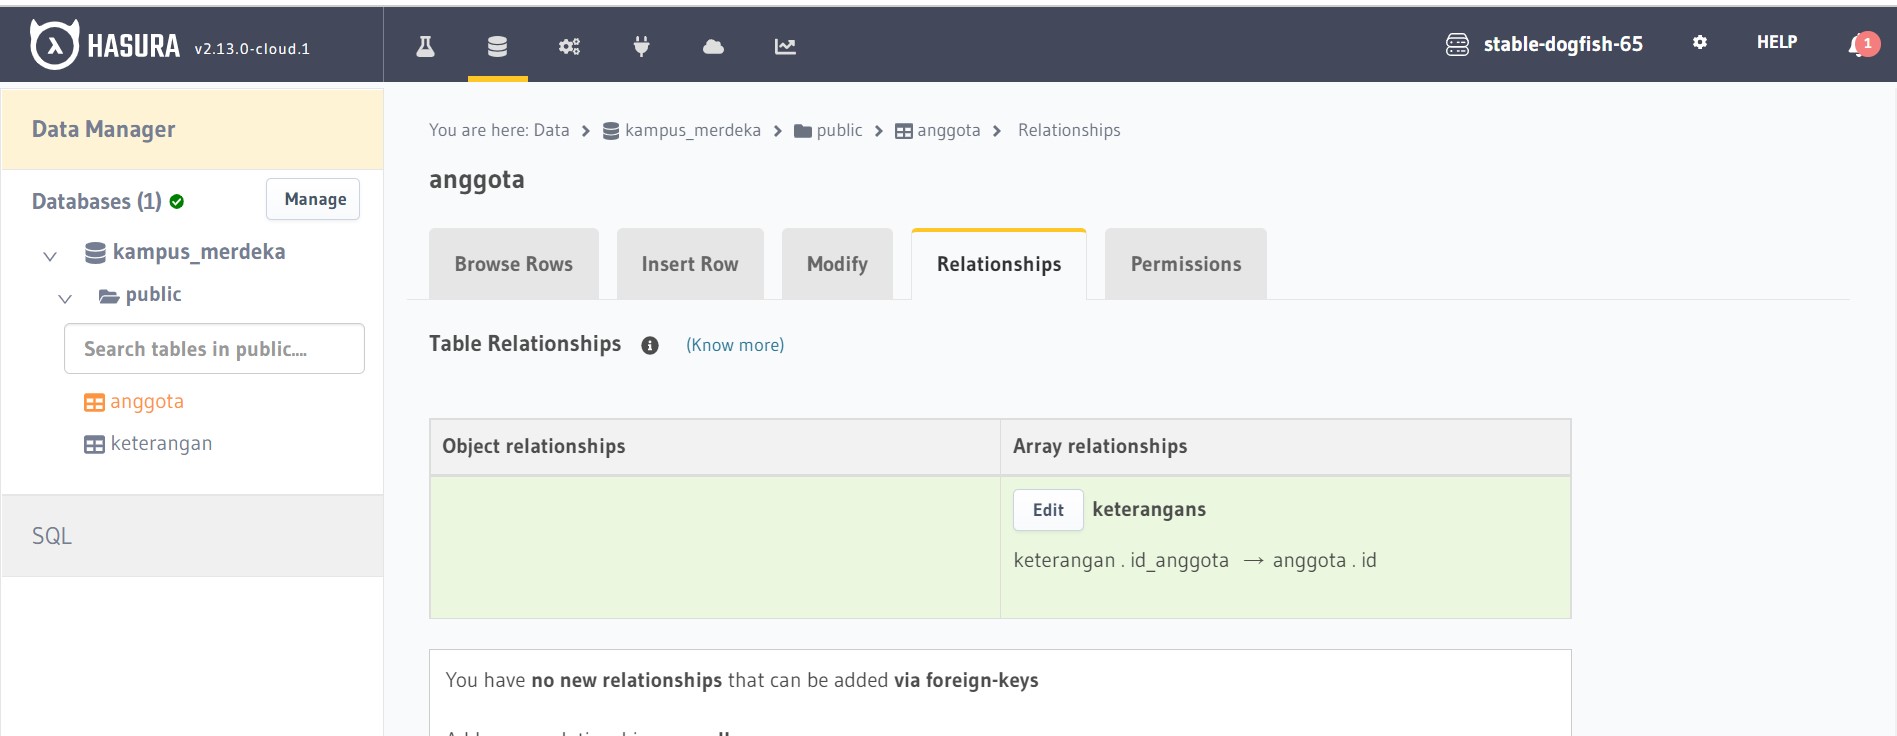 HASURA v2.13.0-cloud.1
stable-dogfish-65 HELP 1
Data Manager
Databases (1) Manage
kampus_merdeka
public
Search tables in public....
anggota
keterangan
SQL
You are here: Data > kampus_merdeka > public > anggota > Relationships
anggota
Browse Rows Insert Row Modify Relationships Permissions
Table Relationships (Know more)
Object relationships Array relationships
Edit keterangans
keterangan . id_anggota → anggota . id
You have no new relationships that can be added via foreign-keys